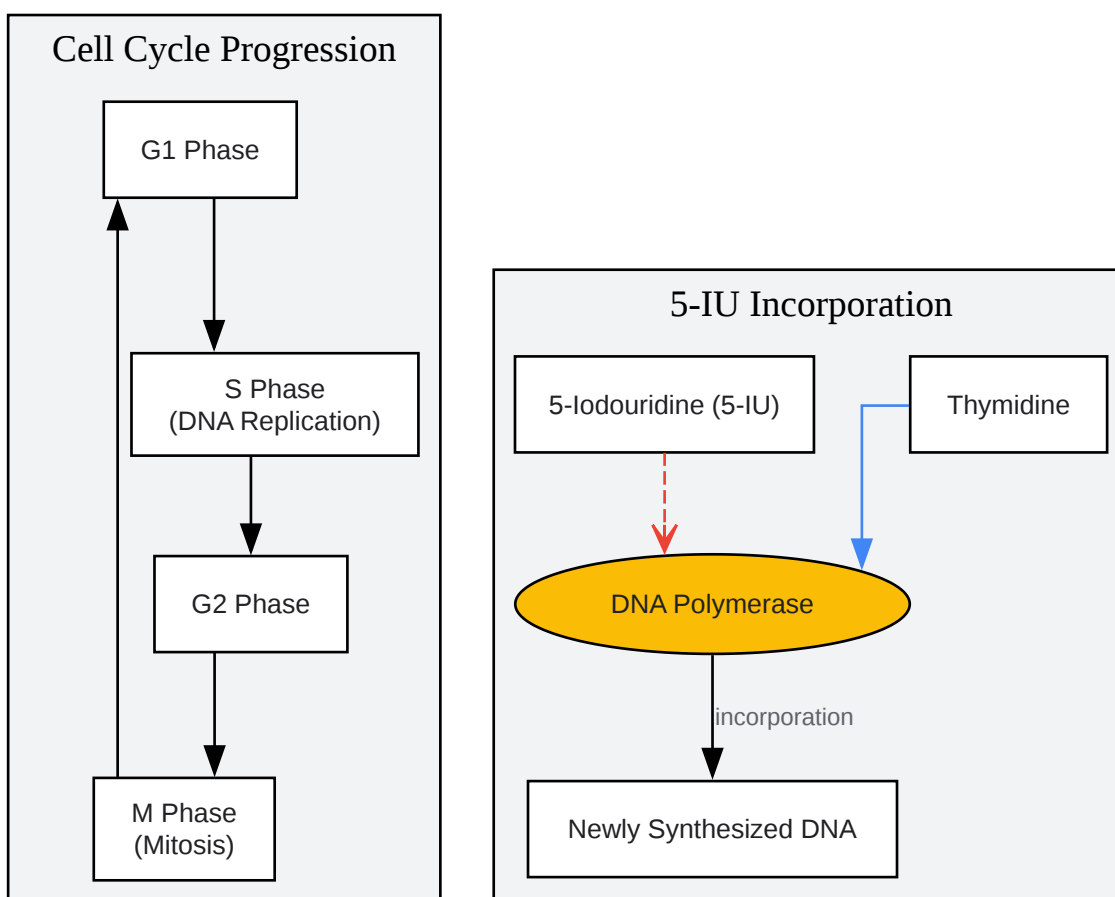 Cell Cycle Progression
G1 Phase
S Phase
(DNA Replication)
G2 Phase
M Phase
(Mitosis)
5-IU Incorporation
5-Iodouridine (5-IU)
Thymidine
DNA Polymerase
incorporation
Newly Synthesized DNA